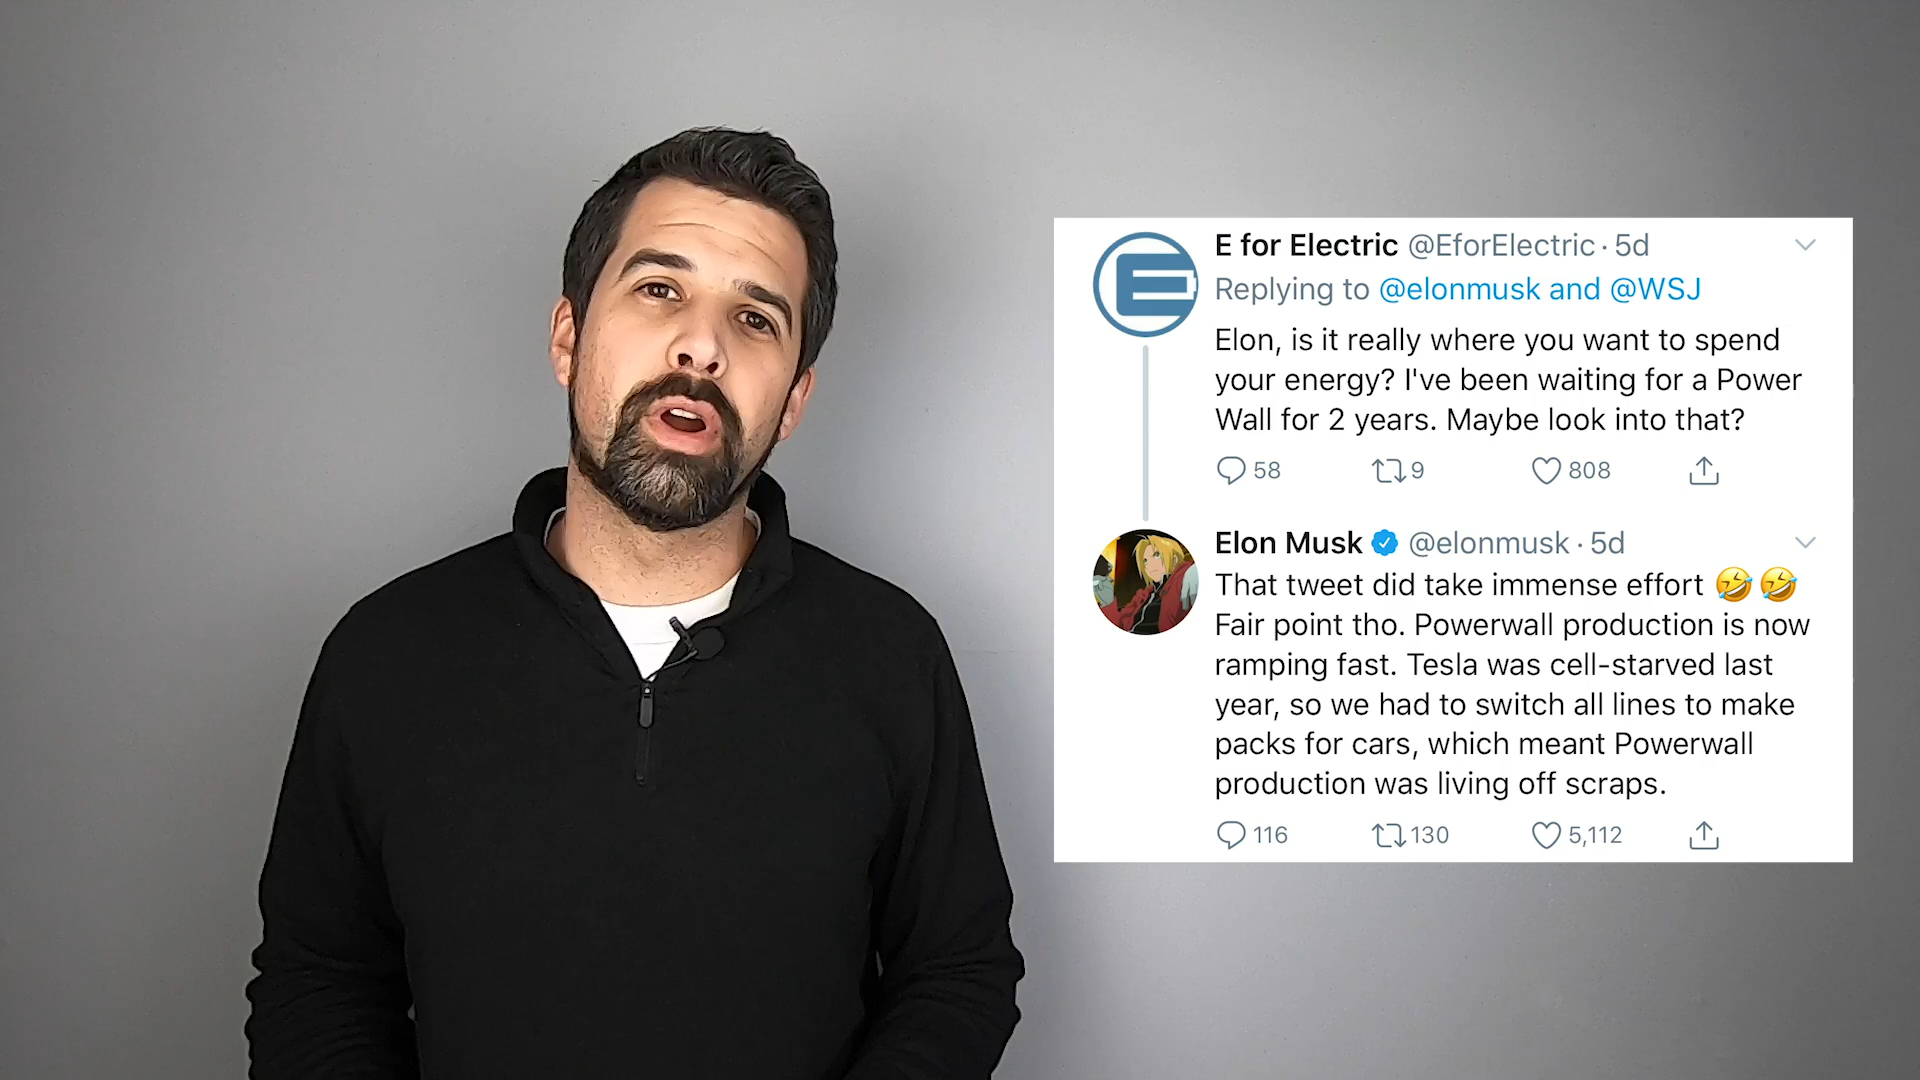 E for Electric @EforElectric · 5d
Replying to @elonmusk and @WSJ
Elon, is it really where you want to spend
your energy? I've been waiting for a Power
Wall for 2 years. Maybe look into that?
58 9 808
Elon Musk @elonmusk · 5d
That tweet did take immense effort 🤣🤣
Fair point tho. Powerwall production is now
ramping fast. Tesla was cell-starved last
year, so we had to switch all lines to make
packs for cars, which meant Powerwall
production was living off scraps.
116 130 5,112